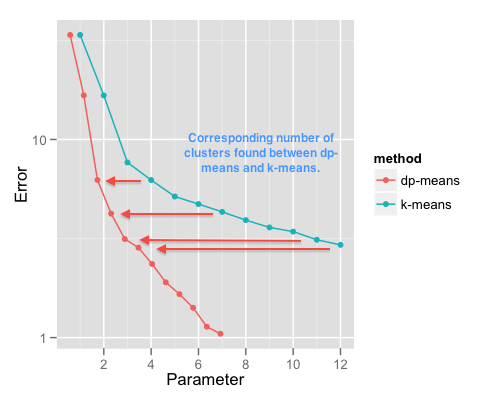 Corresponding number of
clusters found between dp-
means and k-means.
10
1
Error
2
4
6
8
10
12
Parameter
method
dp-means
k-means